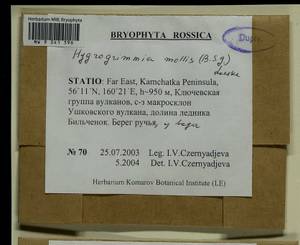 Herbarium MW, Bryophyta
BRYOPHYTA ROSSICA
Dupl.
Hygrogrimmia mollis (B.S.G.)
STATIO: Far East, Kamchatka Peninsula,
56°11'N, 160°21'E, h~950 м, Ключевская
группа вулканов, с-з макросклон
Ушковского вулкана, долина ледника
Бильченок. Берег ручья, у воды
№ 70 25.07.2003 Leg. I.V.Czernyadjeva
5.2004 Det. I.V.Czernyadjeva
Herbarium Komarov Botanical Institute (LE)